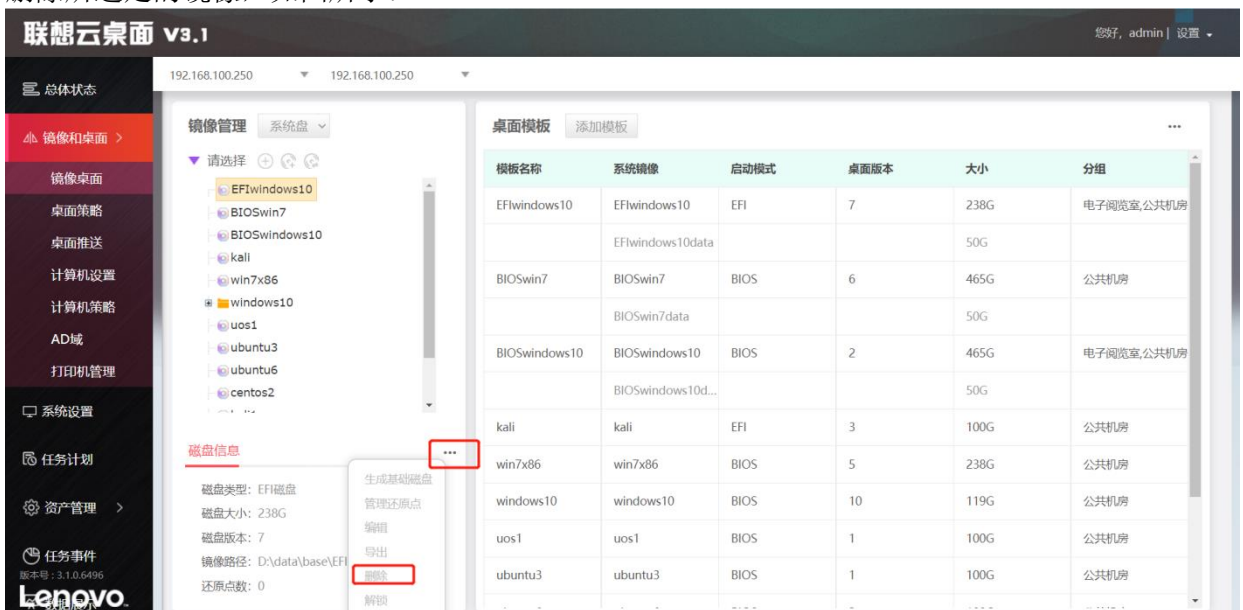 联想云桌面 V3.1
您好, admin | 设置
192.168.100.250 192.168.100.250
总体状态
镜像和桌面
镜像桌面
桌面策略
桌面推送
计算机设置
计算机策略
AD域
打印机管理
系统设置
任务计划
资产管理
任务事件
版本号 : 3.1.0.6496
Lenovo
镜像管理 系统盘
请选择
EFIwindows10
BIOSwin7
BIOSwindows10
kali
win7x86
windows10
uos1
ubuntu3
ubuntu6
centos2
磁盘信息
磁盘类型: EFI磁盘
磁盘大小: 238G
磁盘版本: 7
镜像路径: D:\data\base\EFI
还原点数: 0
生成基础磁盘
管理还原点
编辑
导出
删除
解锁
桌面模板 添加模板
模板名称 系统镜像 启动模式 桌面版本 大小 分组
EFIwindows10 EFIwindows10 EFI 7 238G 电子阅览室,公共机房
EFIwindows10data 50G
BIOSwin7 BIOSwin7 BIOS 6 465G 公共机房
BIOSwin7data 50G
BIOSwindows10 BIOSwindows10 BIOS 2 465G 电子阅览室,公共机房
BIOSwindows10d... 50G
kali kali EFI 3 100G 公共机房
win7x86 win7x86 BIOS 5 238G 公共机房
windows10 windows10 BIOS 10 119G 公共机房
uos1 uos1 BIOS 1 100G 公共机房
ubuntu3 ubuntu3 BIOS 1 100G 公共机房